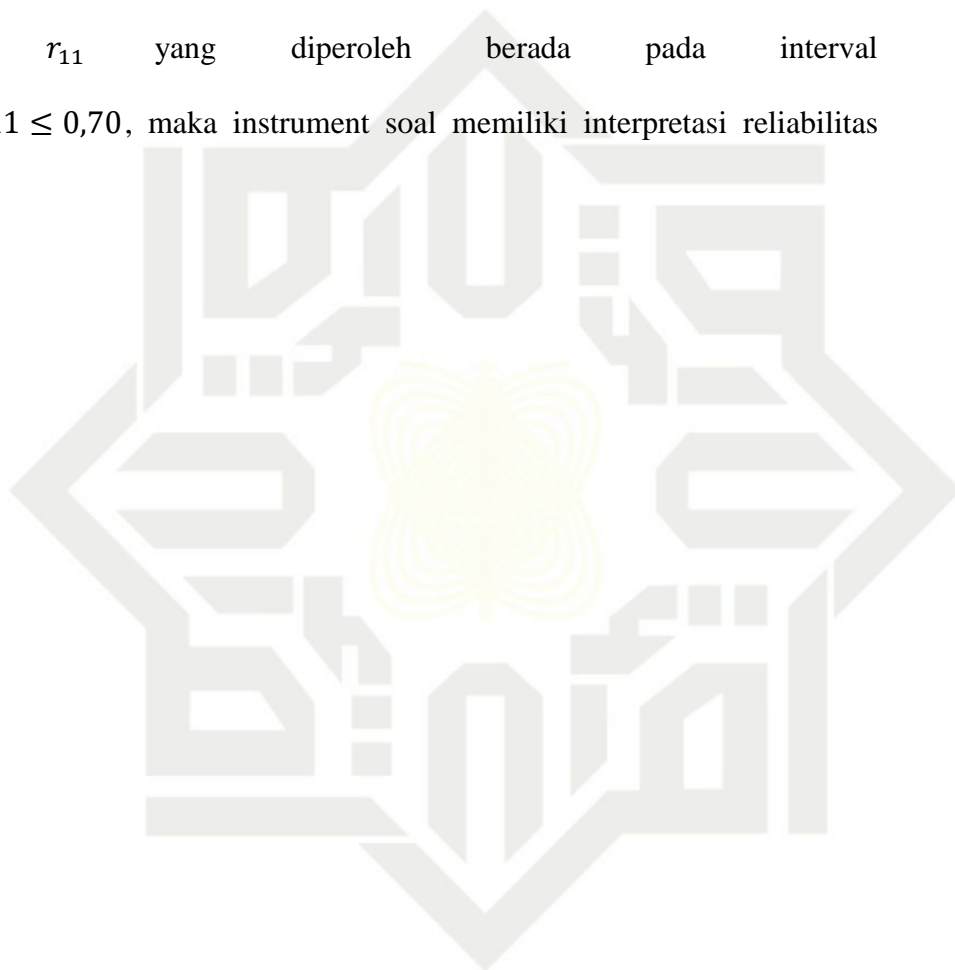 r₁₁ yang diperoleh berada pada interval
1 ≤ 0,70, maka instrument soal memiliki interpretasi reliabilitas